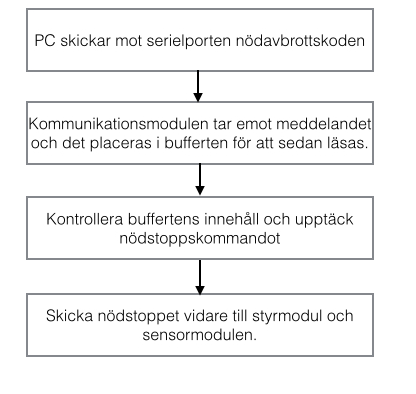 PC skickar mot serielporten nödavbrottskoden
Kommunikationsmodulen tar emot meddelandet
och det placeras i bufferten för att sedan läsas.
Kontrollera buffertens innehåll och upptäck
nödstoppskommandot
Skicka nödstoppet vidare till styrmodul och
sensormodulen.